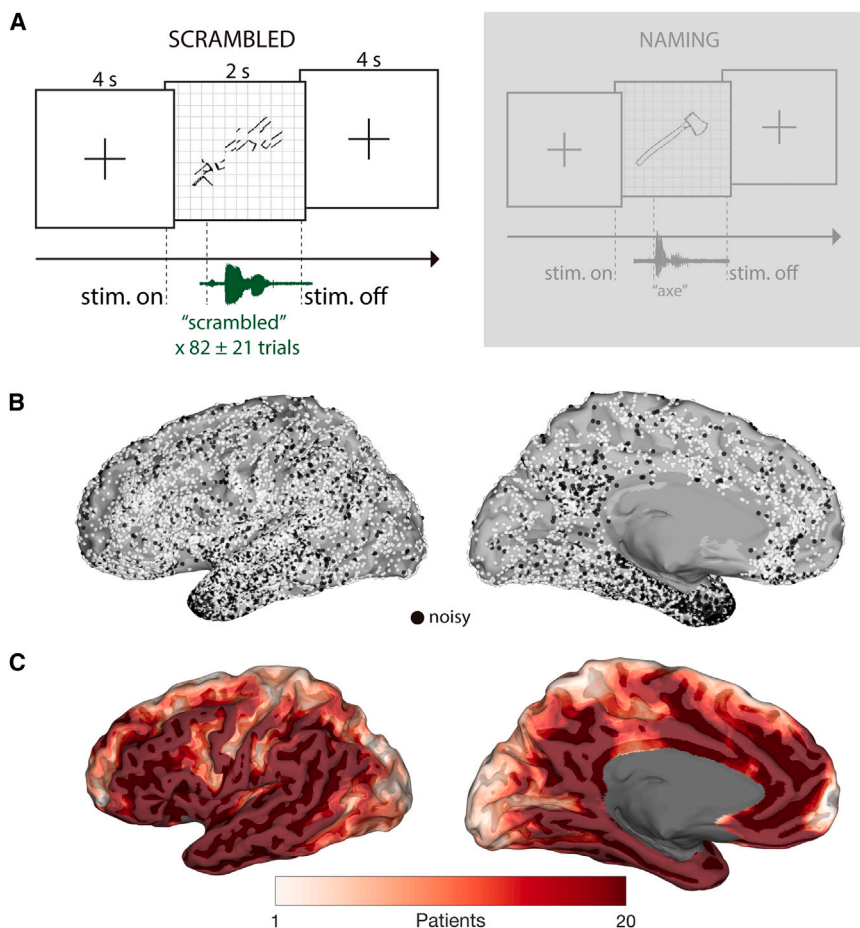 A
SCRAMBLED
4 s
2 s
4 s
stim. on
stim. off
"scrambled"
x 82 ± 21 trials
NAMING
stim. on
stim. off
"axe"
B
noisy
C
1
Patients
20